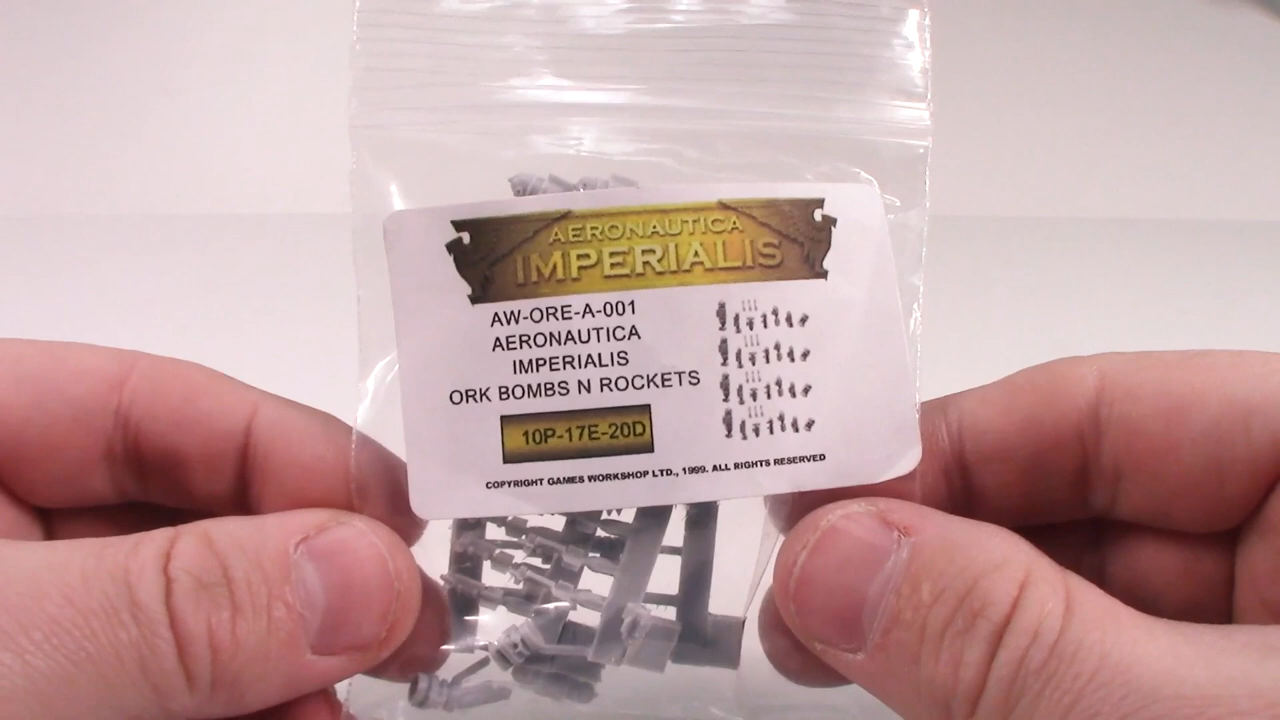 AERONAUTICA
IMPERIALIS
AW-ORE-A-001
AERONAUTICA
IMPERIALIS
ORK BOMBS N ROCKETS
10P-17E-20D
COPYRIGHT GAMES WORKSHOP LTD., 1999. ALL RIGHTS RESERVED